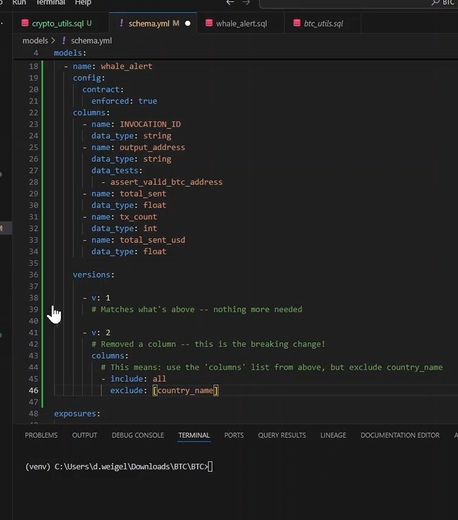 Run Terminal Help
BTC
crypto_utils.sql U
schema.yml M
whale_alert.sql
btc_utils.sql
models > ! schema.yml
4 models:
18 - name: whale_alert
19 config:
20 contract:
21 enforced: true
22 columns:
23 - name: INVOCATION_ID
24 data_type: string
25 - name: output_address
26 data_type: string
27 data_tests:
28 - assert_valid_btc_address
29 - name: total_sent
30 data_type: float
31 - name: tx_count
32 data_type: int
33 - name: total_sent_usd
34 data_type: float
35
36 versions:
37
38 - v: 1
39 # Matches what's above -- nothing more needed
40
41 - v: 2
42 # Removed a column -- this is the breaking change!
43 columns:
44 # This means: use the 'columns' list from above, but exclude country_name
45 - include: all
46 exclude: [country_name]
47
48 exposures:
PROBLEMS OUTPUT DEBUG CONSOLE TERMINAL PORTS QUERY RESULTS LINEAGE DOCUMENTATION EDITOR
(venv) C:\Users\d.weigel\Downloads\BTC\BTC>